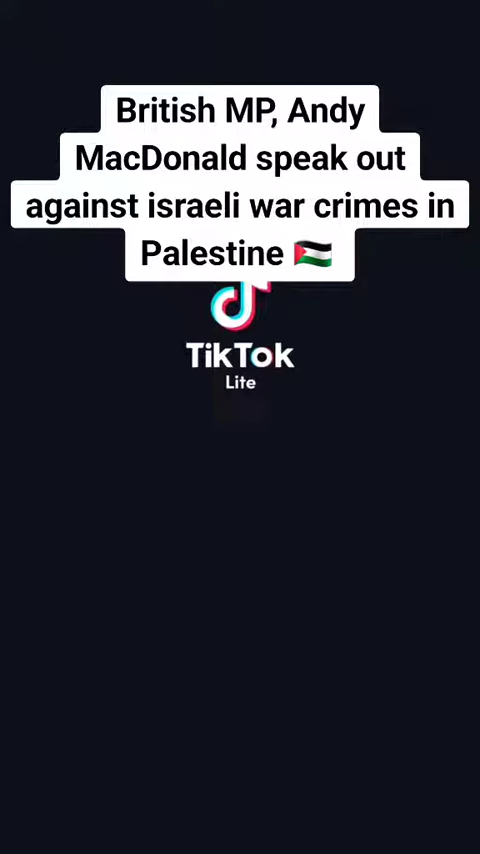 British MP, Andy
MacDonald speak out
against israeli war crimes in
Palestine 🇵🇸
TikTok
Lite